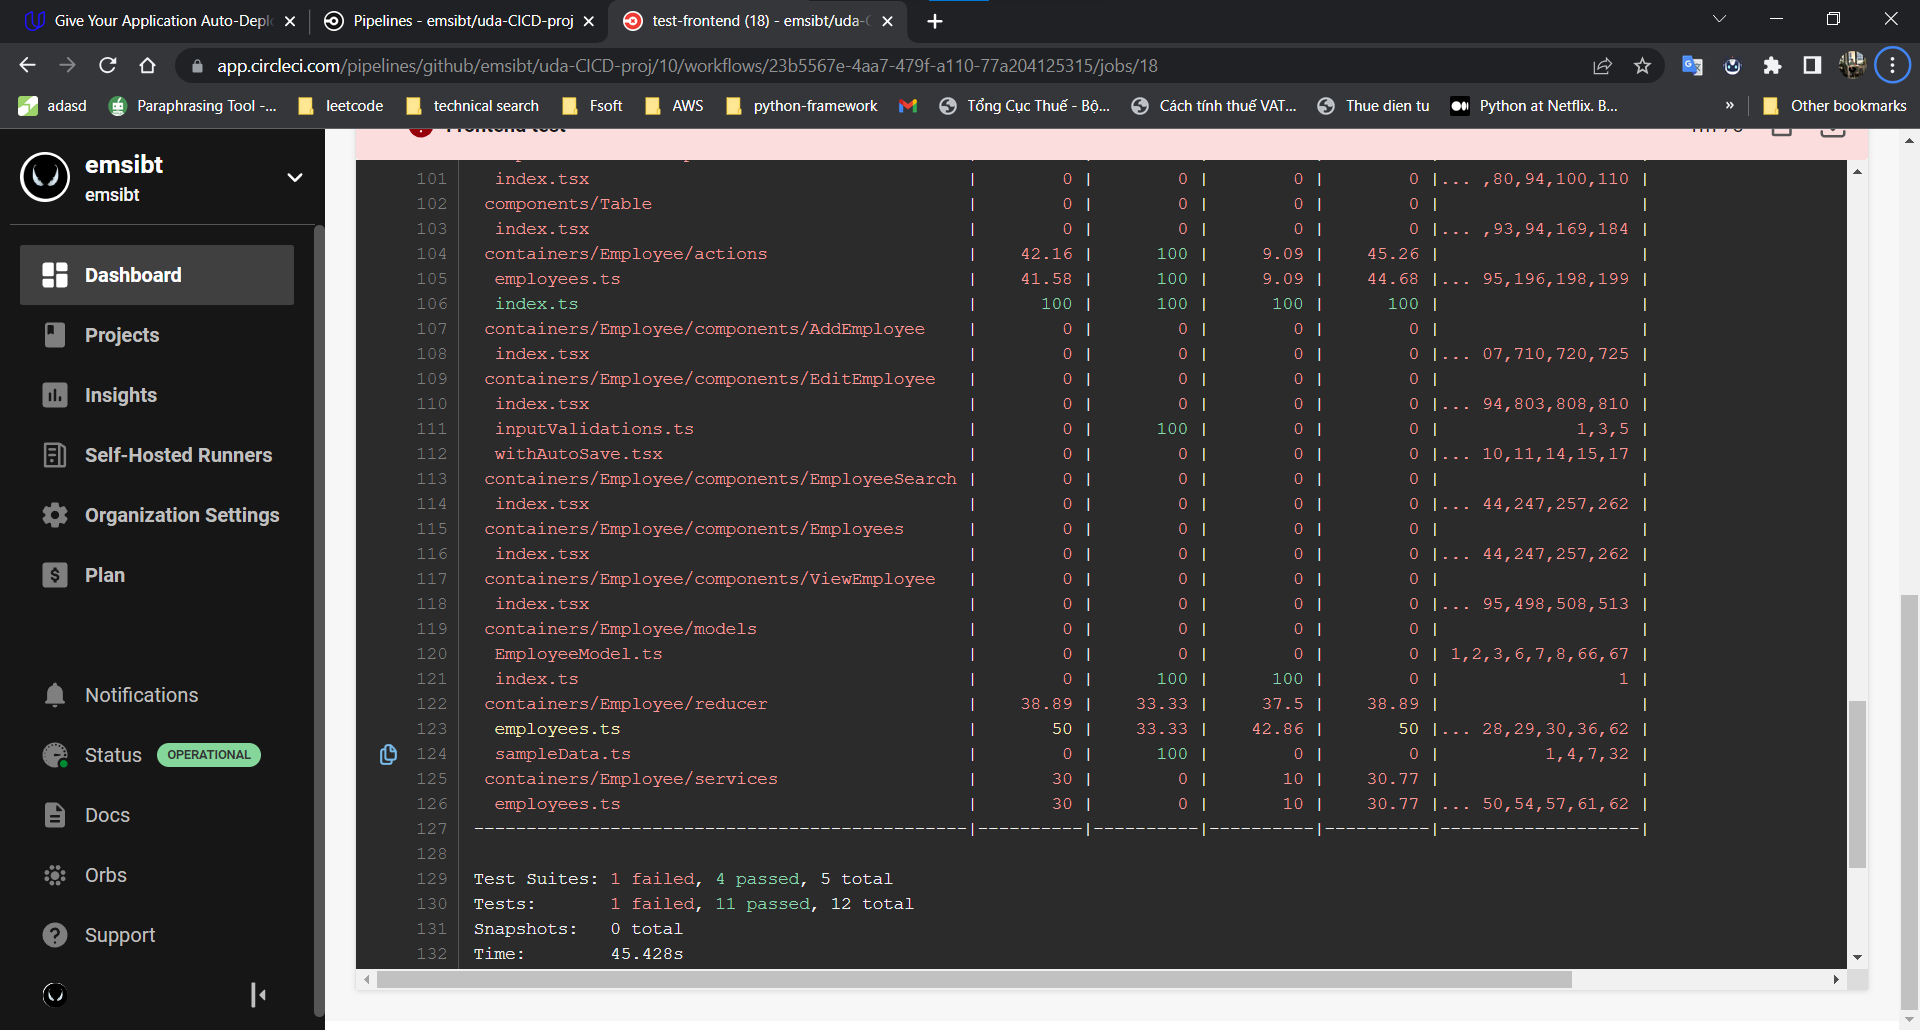 Give Your Application Auto-Depl
Pipelines - emsibt/uda-CICD-proj
test-frontend (18) - emsibt/uda-C
app.circleci.com/pipelines/github/emsibt/uda-CICD-proj/10/workflows/23b5567e-4aa7-479f-a110-77a204125315/jobs/18
adasd Paraphrasing Tool -... leetcode technical search Fsoft AWS python-framework Tổng Cục Thuế - Bộ... Cách tính thuế VAT... Thue dien tu Python at Netflix. B... » Other bookmarks
emsibt
emsibt
Dashboard
Projects
Insights
Self-Hosted Runners
Organization Settings
Plan
Notifications
Status OPERATIONAL
Docs
Orbs
Support
Frontend test
101 index.tsx | 0 | 0 | 0 | 0 |... ,80,94,100,110 |
102 components/Table | 0 | 0 | 0 | 0 | |
103 index.tsx | 0 | 0 | 0 | 0 |... ,93,94,169,184 |
104 containers/Employee/actions | 42.16 | 100 | 9.09 | 45.26 | |
105 employees.ts | 41.58 | 100 | 9.09 | 44.68 |... 95,196,198,199 |
106 index.ts | 100 | 100 | 100 | 100 | |
107 containers/Employee/components/AddEmployee | 0 | 0 | 0 | 0 | |
108 index.tsx | 0 | 0 | 0 | 0 |... 07,710,720,725 |
109 containers/Employee/components/EditEmployee | 0 | 0 | 0 | 0 | |
110 index.tsx | 0 | 0 | 0 | 0 |... 94,803,808,810 |
111 inputValidations.ts | 0 | 100 | 0 | 0 | 1,3,5 |
112 withAutoSave.tsx | 0 | 0 | 0 | 0 |... 10,11,14,15,17 |
113 containers/Employee/components/EmployeeSearch | 0 | 0 | 0 | 0 | |
114 index.tsx | 0 | 0 | 0 | 0 |... 44,247,257,262 |
115 containers/Employee/components/Employees | 0 | 0 | 0 | 0 | |
116 index.tsx | 0 | 0 | 0 | 0 |... 44,247,257,262 |
117 containers/Employee/components/ViewEmployee | 0 | 0 | 0 | 0 | |
118 index.tsx | 0 | 0 | 0 | 0 |... 95,498,508,513 |
119 containers/Employee/models | 0 | 0 | 0 | 0 | |
120 EmployeeModel.ts | 0 | 0 | 0 | 0 | 1,2,3,6,7,8,66,67 |
121 index.ts | 0 | 100 | 100 | 0 | 1 |
122 containers/Employee/reducer | 38.89 | 33.33 | 37.5 | 38.89 | |
123 employees.ts | 50 | 33.33 | 42.86 | 50 |... 28,29,30,36,62 |
124 sampleData.ts | 0 | 100 | 0 | 0 | 1,4,7,32 |
125 containers/Employee/services | 30 | 0 | 10 | 30.77 | |
126 employees.ts | 30 | 0 | 10 | 30.77 |... 50,54,57,61,62 |
127 -----------------------------------------------|----------|----------|----------|----------|-------------------|
128
129 Test Suites: 1 failed, 4 passed, 5 total
130 Tests: 1 failed, 11 passed, 12 total
131 Snapshots: 0 total
132 Time: 45.428s